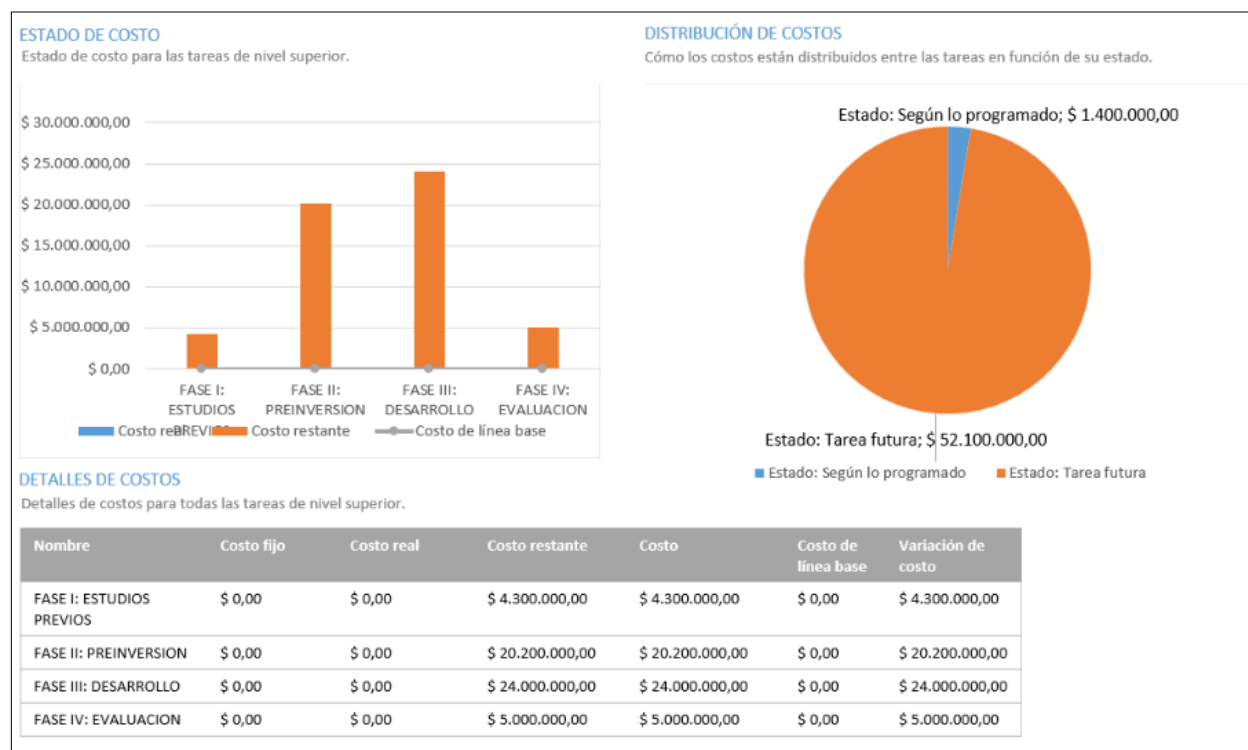 ESTADO DE COSTO
Estado de costo para las tareas de nivel superior.
$ 30.000.000,00
$ 25.000.000,00
$ 20.000.000,00
$ 15.000.000,00
$ 10.000.000,00
$ 5.000.000,00
$ 0,00
FASE I: FASE II: FASE III: FASE IV:
ESTUDIOS PREINVERSION DESARROLLO EVALUACION
PREVIOS
Costo real Costo restante Costo de línea base
DISTRIBUCIÓN DE COSTOS
Cómo los costos están distribuidos entre las tareas en función de su estado.
Estado: Según lo programado; $ 1.400.000,00
Estado: Tarea futura; $ 52.100.000,00
Estado: Según lo programado Estado: Tarea futura
DETALLES DE COSTOS
Detalles de costos para todas las tareas de nivel superior.
Nombre Costo fijo Costo real Costo restante Costo Costo de Variación de
línea base costo
FASE I: ESTUDIOS $ 0,00 $ 0,00 $ 4.300.000,00 $ 4.300.000,00 $ 0,00 $ 4.300.000,00
PREVIOS
FASE II: PREINVERSION $ 0,00 $ 0,00 $ 20.200.000,00 $ 20.200.000,00 $ 0,00 $ 20.200.000,00
FASE III: DESARROLLO $ 0,00 $ 0,00 $ 24.000.000,00 $ 24.000.000,00 $ 0,00 $ 24.000.000,00
FASE IV: EVALUACION $ 0,00 $ 0,00 $ 5.000.000,00 $ 5.000.000,00 $ 0,00 $ 5.000.000,00